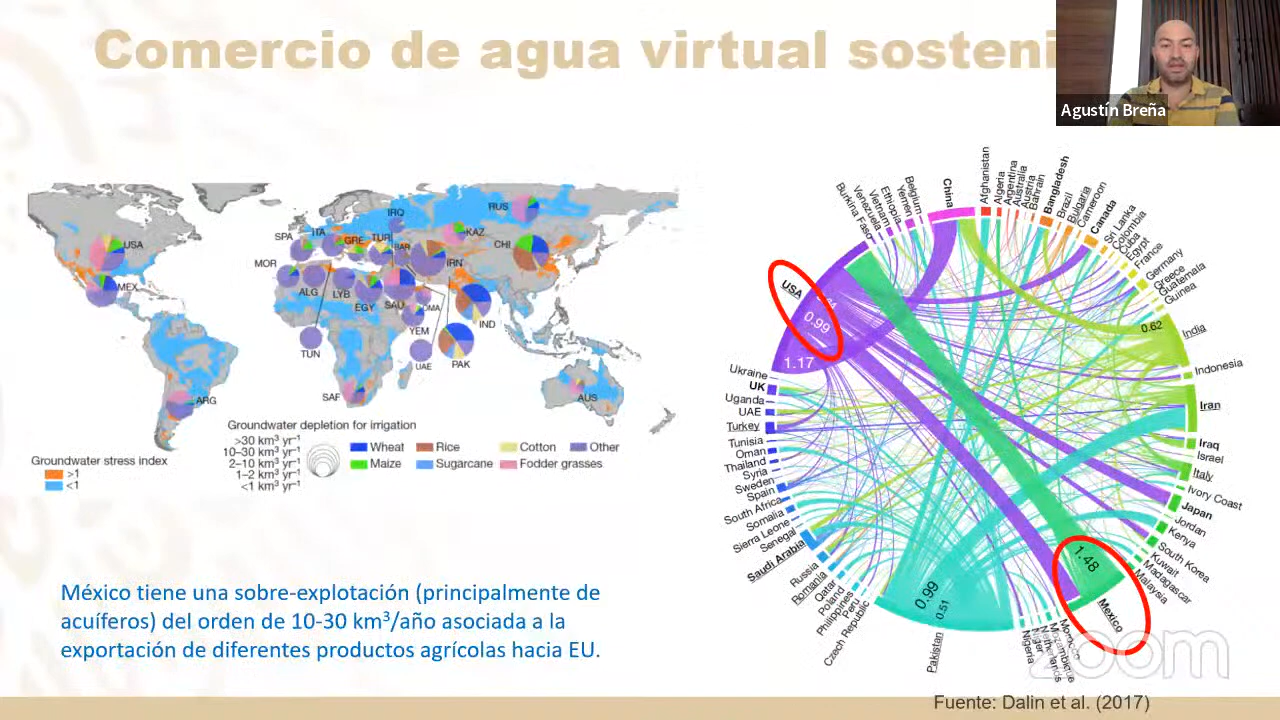 Comercio de agua virtual sosteni
Agustín Breña
USA
MEX
ARG
SPA
ITA
GRE
TUR
IRQ
RUS
KAZ
CHI
MOR
ALG
LYB
EGY
SAU
IRN
YEM
IND
TUN
UAE
PAK
SAF
AUS
Groundwater depletion for irrigation
>30 km³ yr⁻¹
10–30 km³ yr⁻¹
2–10 km³ yr⁻¹
1–2 km³ yr⁻¹
<1 km³ yr⁻¹
Wheat
Rice
Cotton
Other
Maize
Sugarcane
Fodder grasses
Groundwater stress index
>1
<1
México tiene una sobre-explotación (principalmente de
acuíferos) del orden de 10-30 km³/año asociada a la
exportación de diferentes productos agrícolas hacia EU.
Burkina Faso
Venezuela
Vietnam
Ethiopia
Yemen
Belgium
China
Afghanistan
Algeria
Argentina
Australia
Bahrain
Bangladesh
Brazil
Bulgaria
Cameroon
Canada
Sri Lanka
Colombia
Cuba
Egypt
France
Germany
Greece
Guatemala
Guinea
India
0.62
Indonesia
Iran
Iraq
Israel
Italy
Ivory Coast
Japan
Jordan
Kenya
South Korea
Kuwait
Madagascar
Malaysia
Mexico
1.48
Nigeria
Pakistan
0.99
0.51
Czech Republic
Peru
Philippines
Poland
Qatar
Romania
Russia
Saudi Arabia
Senegal
Sierra Leone
Somalia
South Africa
Spain
Sweden
Syria
Thailand
Oman
Tunisia
Turkey
UAE
Uganda
UK
Ukraine
USA
0.99
1.17
zoom
Fuente: Dalin et al. (2017)